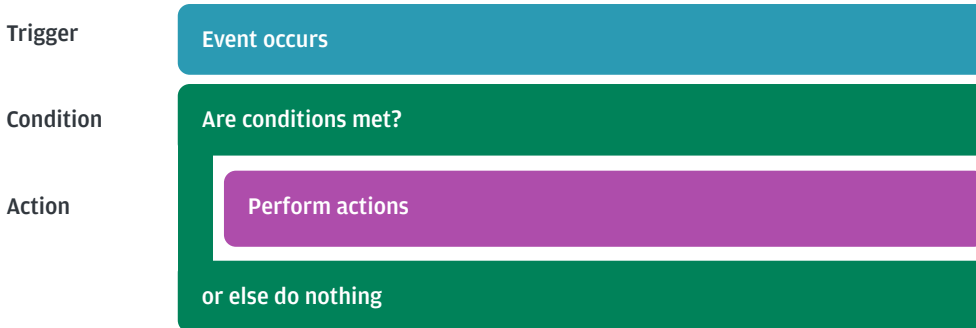 Trigger
Event occurs
Condition
Are conditions met?
Action
Perform actions
or else do nothing